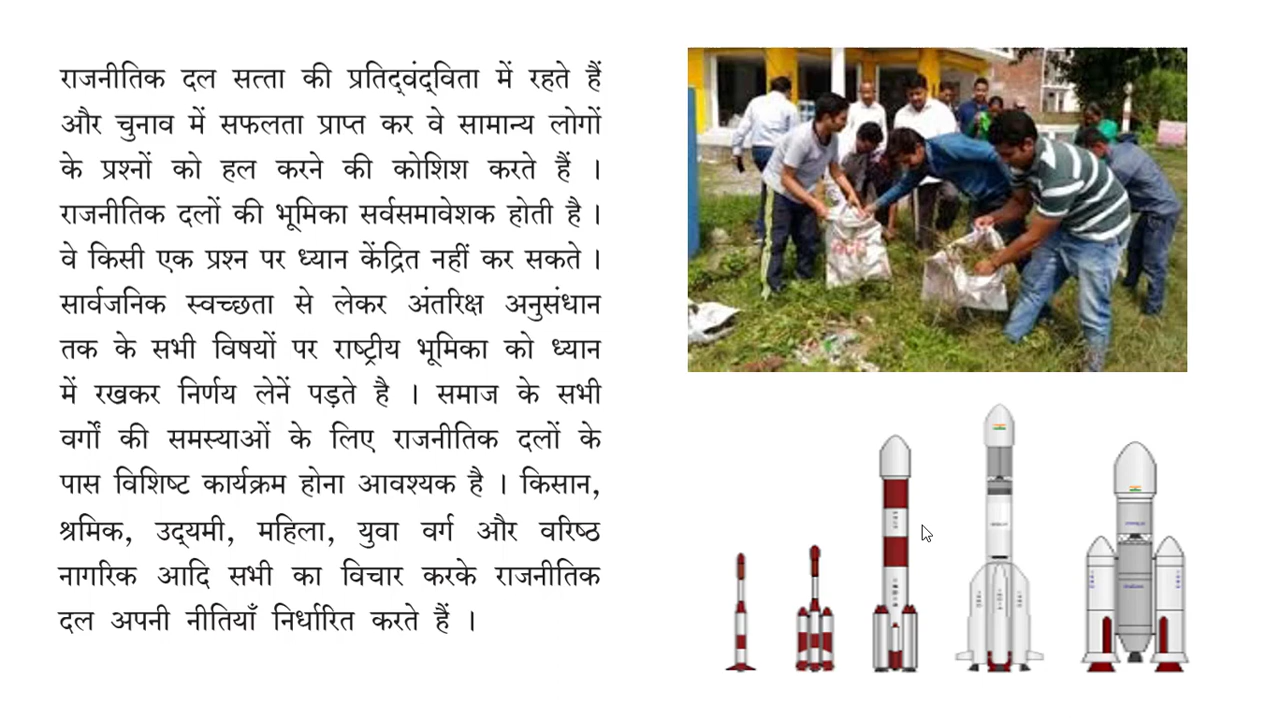 राजनीतिक दल सत्ता की प्रतिद्‌वंद्‌विता में रहते हैं
और चुनाव में सफलता प्राप्त कर वे सामान्य लोगों
के प्रश्नों को हल करने की कोशिश करते हैं ।
राजनीतिक दलों की भूमिका सर्वसमावेशक होती है ।
वे किसी एक प्रश्न पर ध्यान केंद्रित नहीं कर सकते ।
सार्वजनिक स्वच्छता से लेकर अंतरिक्ष अनुसंधान
तक के सभी विषयों पर राष्ट्रीय भूमिका को ध्यान
में रखकर निर्णय लेनें पड़ते है । समाज के सभी
वर्गों की समस्याओं के लिए राजनीतिक दलों के
पास विशिष्ट कार्यक्रम होना आवश्यक है । किसान,
श्रमिक, उद्‌यमी, महिला, युवा वर्ग और वरिष्ठ
नागरिक आदि सभी का विचार करके राजनीतिक
दल अपनी नीतियाँ निर्धारित करते हैं ।